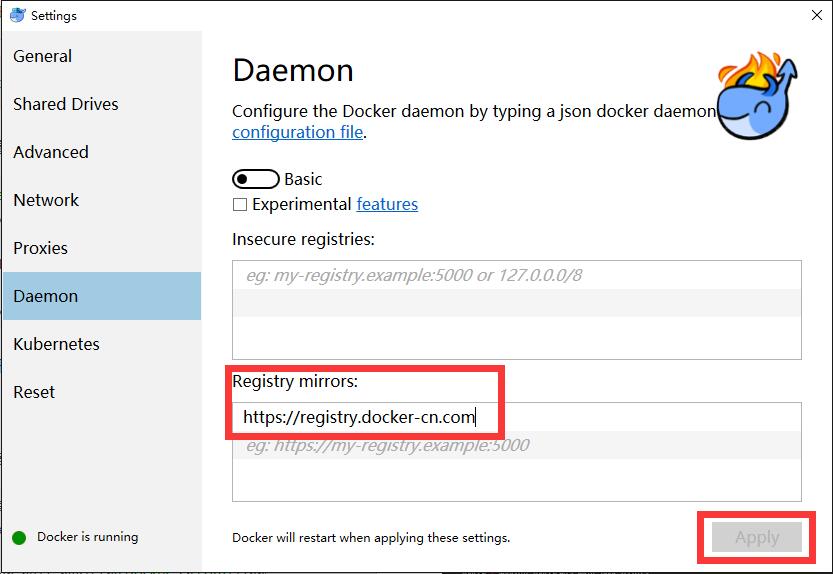 Settings
General
Shared Drives
Advanced
Network
Proxies
Daemon
Kubernetes
Reset
Docker is running
Daemon
Configure the Docker daemon by typing a json docker daemon
configuration file.
Basic
Experimental features
Insecure registries:
eg: my-registry.example:5000 or 127.0.0.0/8
Registry mirrors:
https://registry.docker-cn.com
eg: https://my-registry.example:5000
Docker will restart when applying these settings.
Apply